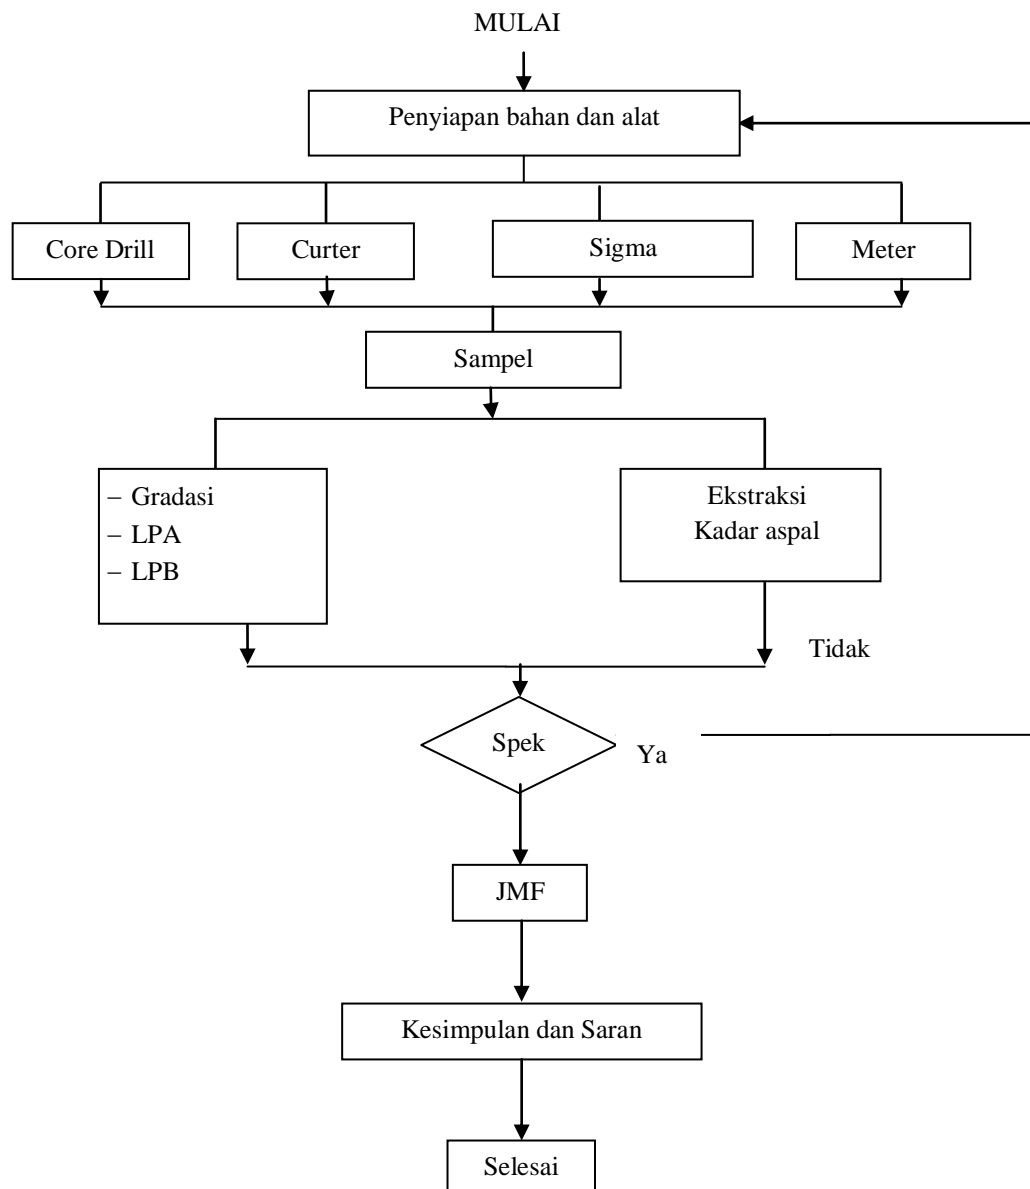 MULAI
Penyiapan bahan dan alat
Core Drill
Curter
Sigma
Meter
Sampel
– Gradasi
– LPA
– LPB
Ekstraksi
Kadar aspal
Tidak
Spek
Ya
JMF
Kesimpulan dan Saran
Selesai